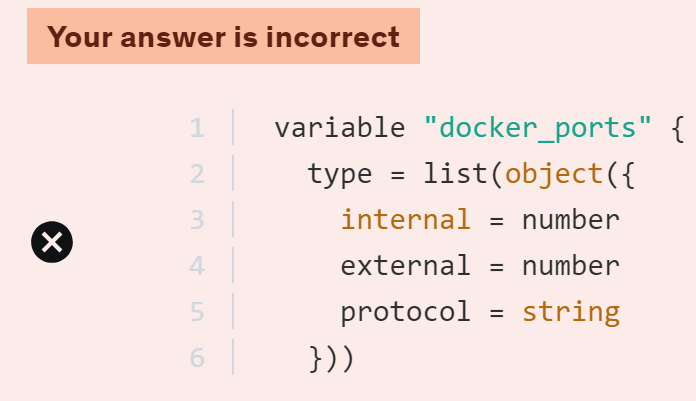 Your answer is incorrect
1 variable "docker_ports" {
2 type = list(object({
3 internal = number
4 external = number
5 protocol = string
6 }))